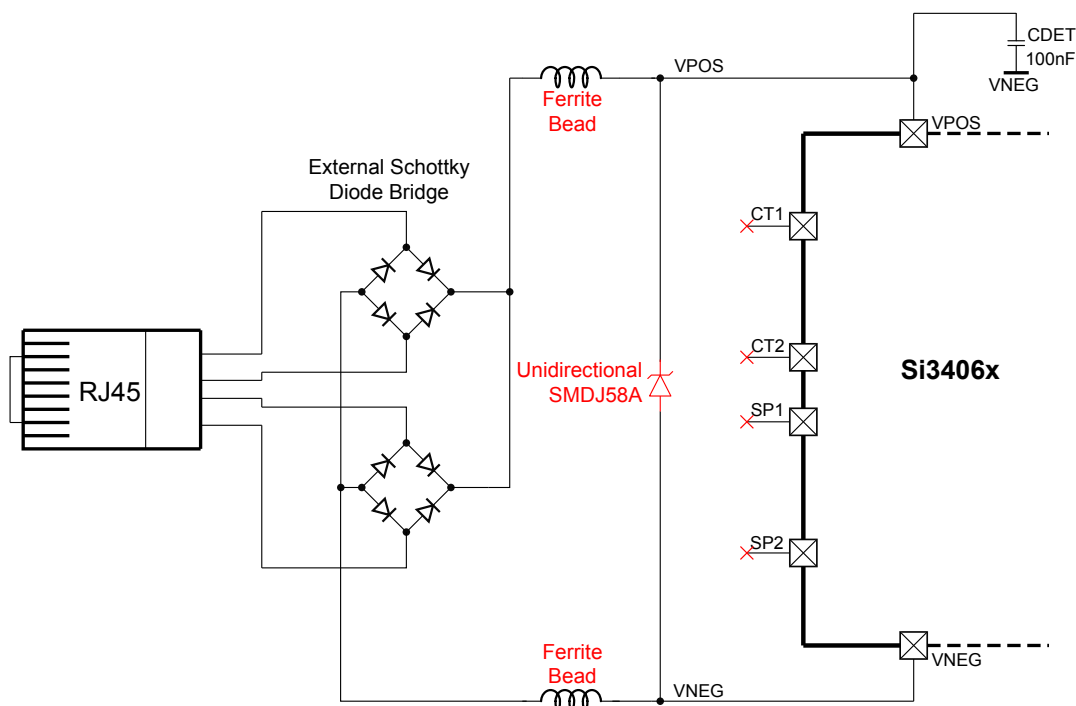 CDET
100nF
VNEG
VPOS
Ferrite
Bead
VPOS
External Schottky
Diode Bridge
CT1
CT2
Unidirectional
SMDJ58A
Si3406x
RJ45
SP1
SP2
Ferrite
Bead
VNEG
VNEG